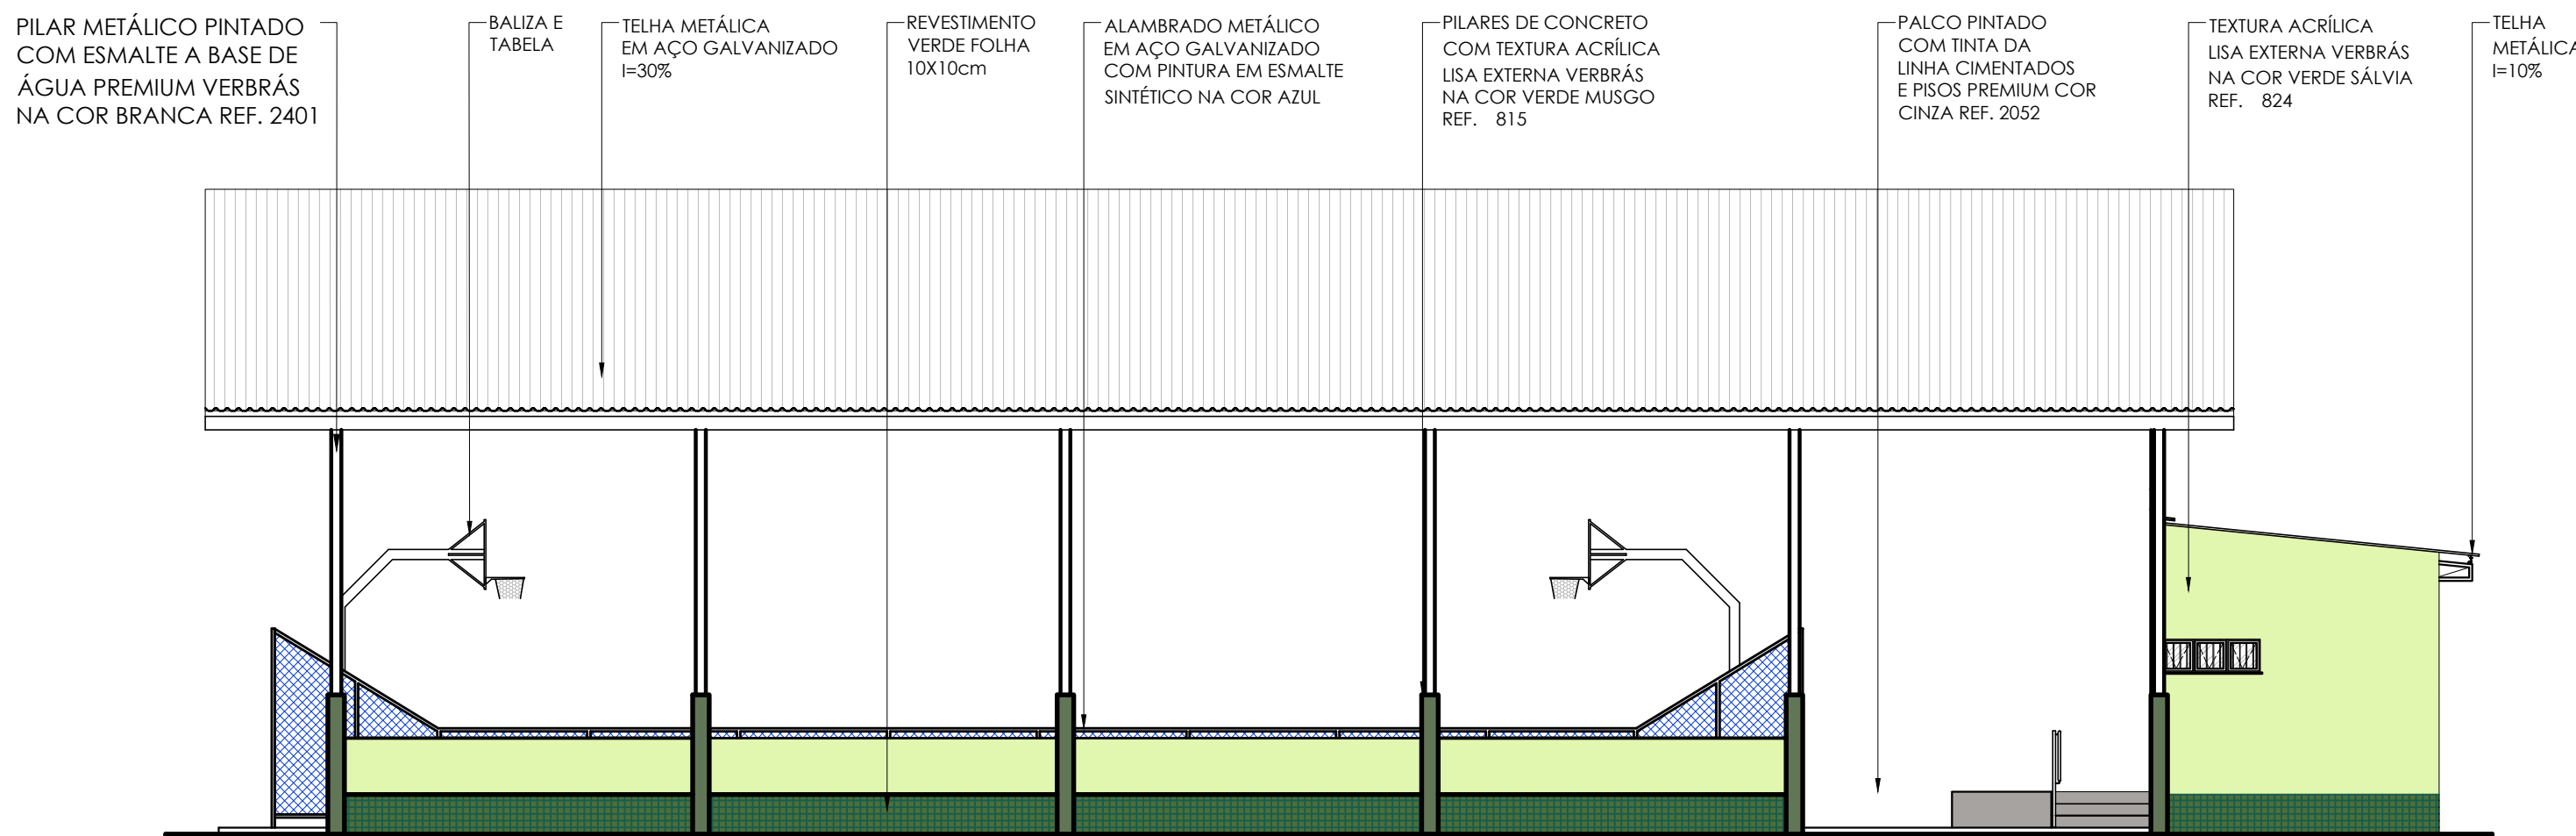 PILAR METÁLICO PINTADO
COM ESMALTE A BASE DE
ÁGUA PREMIUM VERBRÁS
NA COR BRANCA REF. 2401
BALIZA E
TABELA
TELHA METÁLICA
EM AÇO GALVANIZADO
I=30%
REVESTIMENTO
VERDE FOLHA
10X10cm
ALAMBRADO METÁLICO
EM AÇO GALVANIZADO
COM PINTURA EM ESMALTE
SINTÉTICO NA COR AZUL
PILARES DE CONCRETO
COM TEXTURA ACRÍLICA
LISA EXTERNA VERBRÁS
NA COR VERDE MUSGO
REF. 815
PALCO PINTADO
COM TINTA DA
LINHA CIMENTADOS
E PISOS PREMIUM COR
CINZA REF. 2052
TEXTURA ACRÍLICA
LISA EXTERNA VERBRÁS
NA COR VERDE SÁLVIA
REF. 824
TELHA
METÁLICA
I=10%